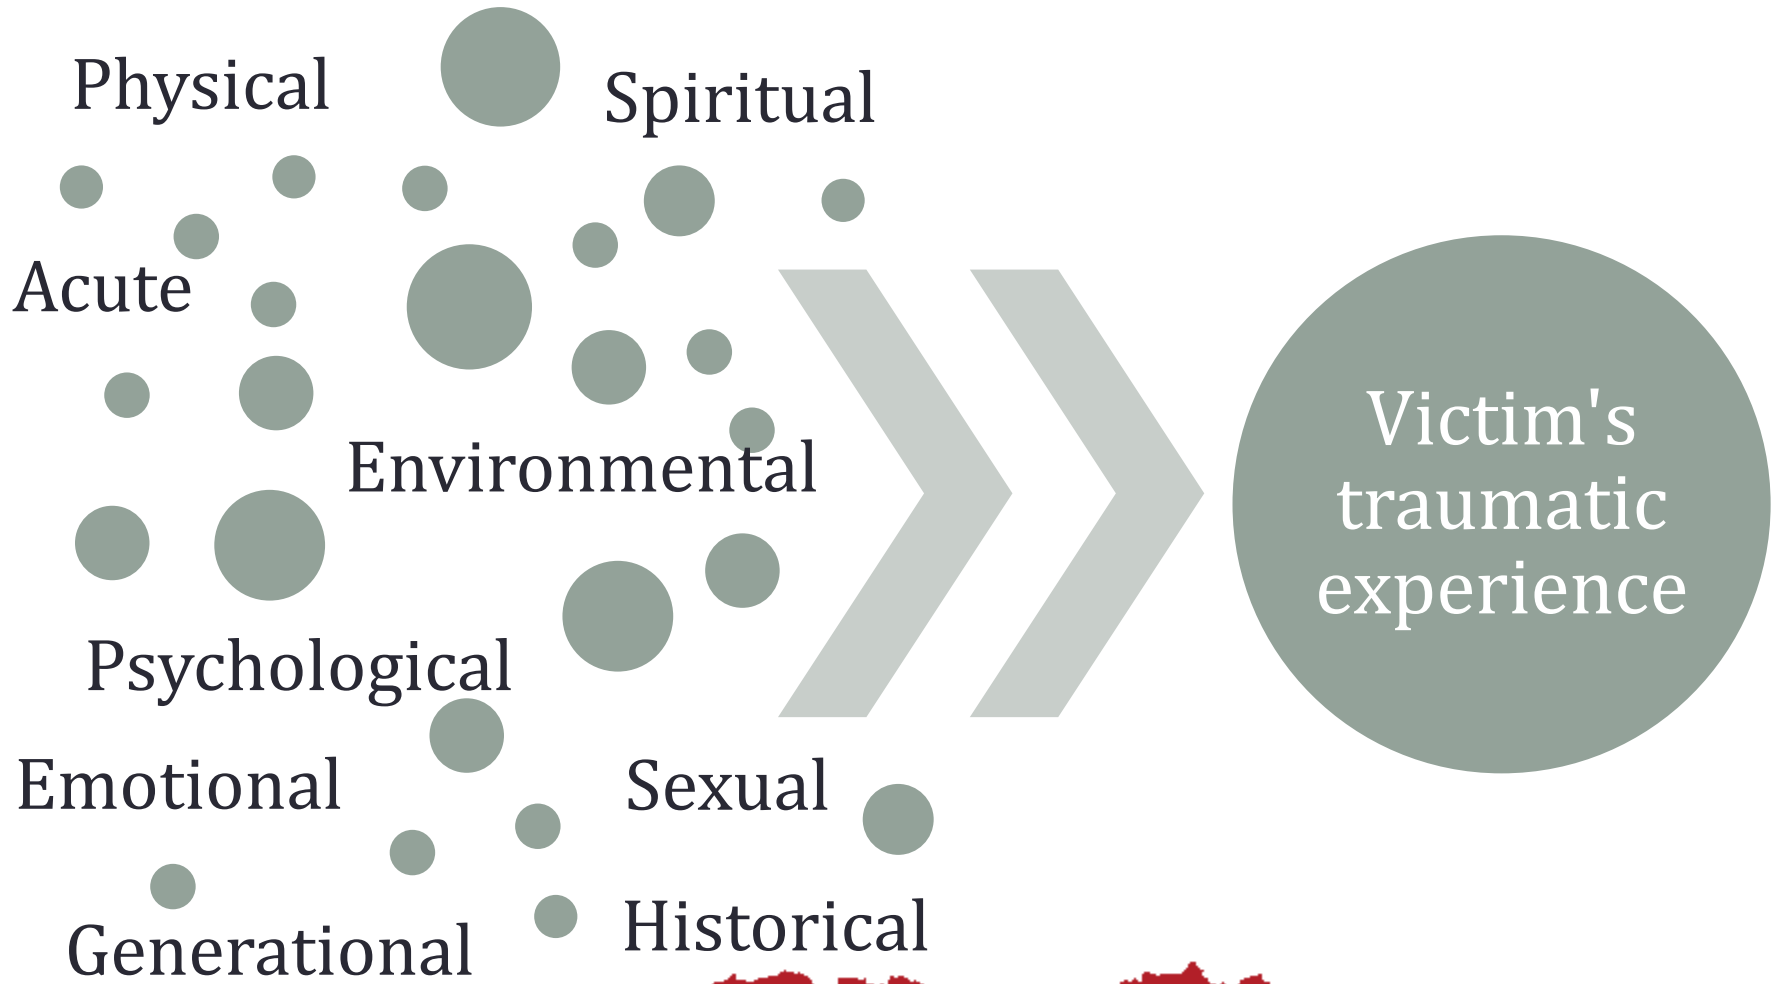 Physical
Spiritual
Acute
Environmental
Psychological
Emotional
Sexual
Generational
Historical
Victim's
traumatic
experience